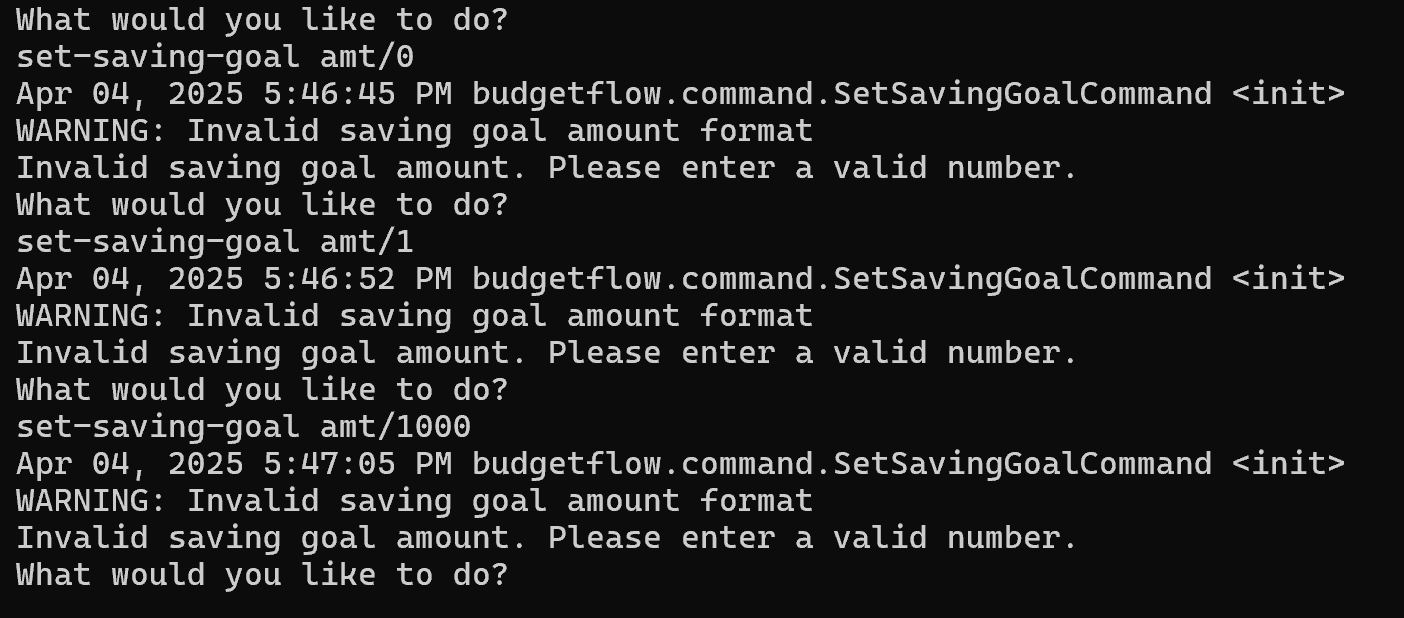 What would you like to do?
set-saving-goal amt/0
Apr 04, 2025 5:46:45 PM budgetflow.command.SetSavingGoalCommand <init>
WARNING: Invalid saving goal amount format
Invalid saving goal amount. Please enter a valid number.
What would you like to do?
set-saving-goal amt/1
Apr 04, 2025 5:46:52 PM budgetflow.command.SetSavingGoalCommand <init>
WARNING: Invalid saving goal amount format
Invalid saving goal amount. Please enter a valid number.
What would you like to do?
set-saving-goal amt/1000
Apr 04, 2025 5:47:05 PM budgetflow.command.SetSavingGoalCommand <init>
WARNING: Invalid saving goal amount format
Invalid saving goal amount. Please enter a valid number.
What would you like to do?